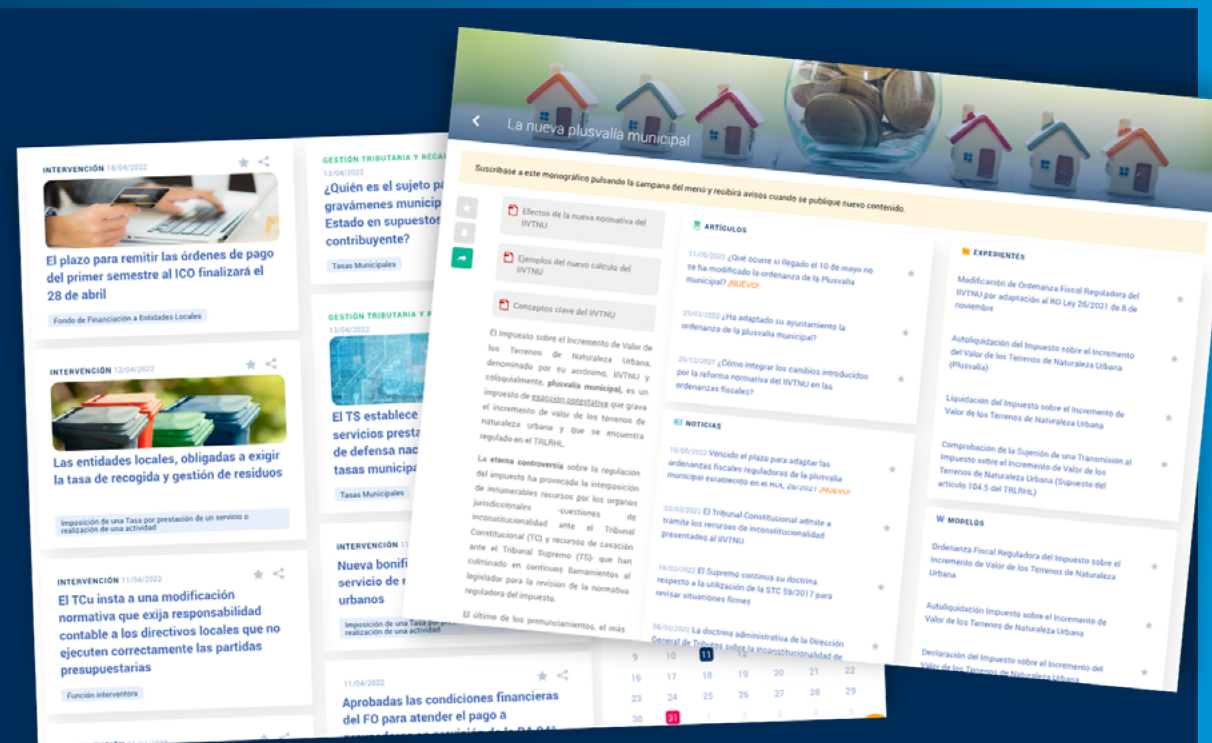 INTERVENCIÓN 18/04/2022
El plazo para remitir las órdenes de pago
del primer semestre al ICO finalizará el
28 de abril
Fondo de Financiación a Entidades Locales
INTERVENCIÓN 12/04/2022
Las entidades locales, obligadas a exigir
la tasa de recogida y gestión de residuos
Imposición de una Tasa por prestación de un servicio o
realización de una actividad
INTERVENCIÓN 11/04/2022
El TCu insta a una modificación
normativa que exija responsabilidad
contable a los directivos locales que no
ejecuten correctamente las partidas
presupuestarias
Función interventora
GESTIÓN TRIBUTARIA Y
13/04/2022
¿Quién es el sujeto
gravámenes
Estado en supuestos
contribuyente?
Tasas Municipales
GESTIÓN TRIBUTARIA Y
13/04/2022
El TS establece
servicios
de defensa
tasas
Tasas Municipales
INTERVENCIÓN
Nueva
servicio de
urbanos
Imposición de una Tasa por
realización de una actividad
11/04/2022
Aprobadas las condiciones financieras
del FO para atender el pago a
9 10 11 12
16 17 18 19 20 21 22
23 24 25 26 27 28 29
30 31 1 2 3 4 5
La nueva plusvalía municipal
Suscríbase a este monográfico pulsando la campana del menú y recibirá avisos cuando se publique nuevo contenido.
Efectos de la nueva normativa del
IIVTNU
Ejemplos del nuevo cálculo del
IIVTNU
Conceptos clave del IIVTNU
El Impuesto sobre el Incremento de Valor de
los Terrenos de Naturaleza Urbana,
denominado por su acrónimo, IIVTNU y
coloquialmente, plusvalía municipal, es un
impuesto de exacción potestativa que grava
el incremento de valor de los terrenos de
naturaleza urbana y que se encuentra
regulado en el TRLRHL.
La eterna controversia sobre la regulación
del impuesto ha provocado la interposición
de innumerables recursos por los organos
jurisdiccionales -cuestiones de
inconstitucionalidad ante el Tribunal
Constitucional (TC) y recursos de casación
ante el Tribunal Supremo (TS)- que han
culminado en continuos llamamientos al
legislador para la revisión de la normativa
reguladora del impuesto.
El último de los pronunciamientos, el más
ARTÍCULOS
11/05/2022 ¿Qué ocurre si llegado el 10 de mayo no
se ha modificado la ordenanza de la Plusvalía
municipal? ¡NUEVO!
25/03/2022 ¿Ha adaptado su ayuntamiento la
ordenanza de la plusvalía municipal?
20/12/2021 ¿Cómo integrar los cambios introducidos
por la reforma normativa del IIVTNU en las
ordenanzas fiscales?
NOTICIAS
10/05/2022 Vencido el plazo para adaptar las
ordenanzas fiscales reguladoras de la plusvalía
municipal establecido en el RDL 26/2021 ¡NUEVO!
03/03/2022 El Tribunal Constitucional admite a
trámite los recursos de inconstitucionalidad
presentados al IIVTNU
16/02/2022 El Supremo continua su doctrina
respecto a la utilización de la STC 59/2017 para
revisar situaciones firmes
08/02/2022 La doctrina administrativa de la Dirección
General de Tributos sobre la inconstitucionalidad de
EXPEDIENTES
Modificación de Ordenanza Fiscal Reguladora del
IIVTNU por adaptación al RD Ley 26/2021 de 8 de
noviembre
Autoliquidación del Impuesto sobre el Incremento
del Valor de los Terrenos de Naturaleza Urbana
(Plusvalía)
Liquidación del Impuesto sobre el Incremento de
Valor de los Terrenos de Naturaleza Urbana
Comprobación de la Sujeción de una Transmisión al
Impuesto sobre el Incremento de Valor de los
Terrenos de Naturaleza Urbana (Supuesto del
artículo 104.5 del TRLRHL)
W MODELOS
Ordenanza Fiscal Reguladora del Impuesto sobre el
Incremento de Valor de los Terrenos de Naturaleza
Urbana
Autoliquidación Impuesto sobre el Incremento de
Valor de los Terrenos de Naturaleza Urbana
Declaración del Impuesto sobre el Incremento del
Valor de los Terrenos de Naturaleza Urbana